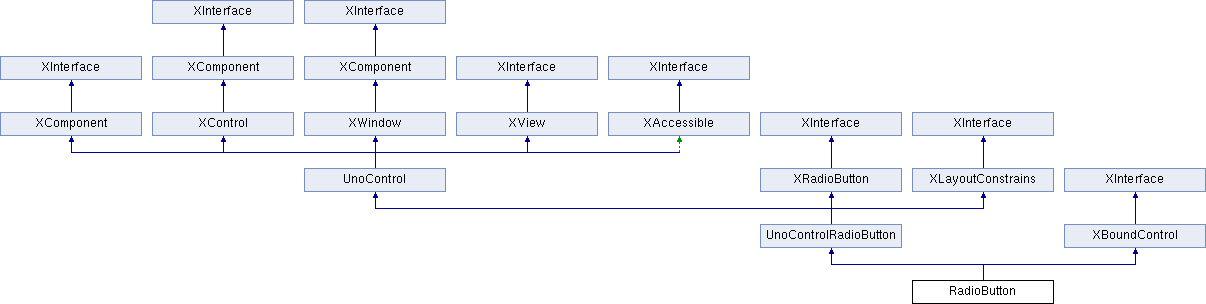 XInterface
XInterface
XInterface
XComponent
XComponent
XInterface
XInterface
XComponent
XControl
XWindow
XView
XAccessible
XInterface
XInterface
UnoControl
XRadioButton
XLayoutConstrains
XInterface
UnoControlRadioButton
XBoundControl
RadioButton